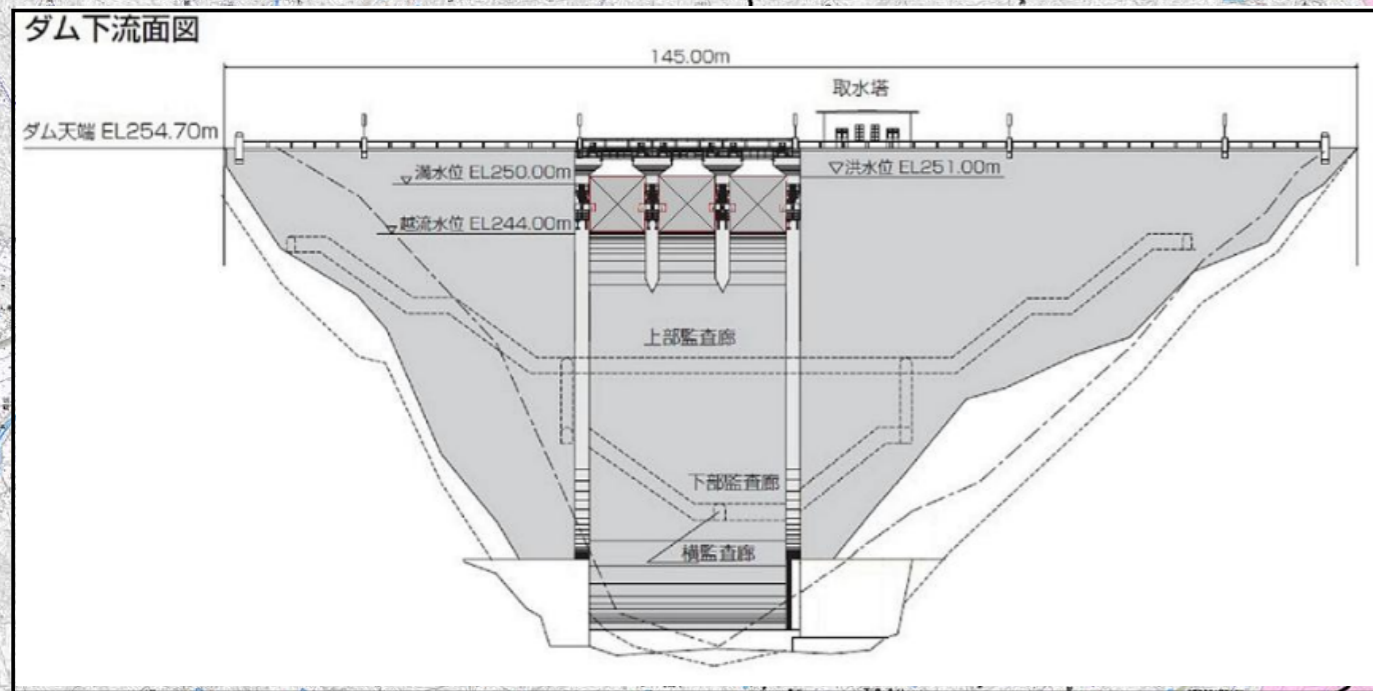 ダム下流面図
145.00m
取水塔
ダム天端 EL254.70m
満水位 EL250.00m
洪水位 EL251.00m
越流水位 EL244.00m
上部監査廊
下部監査廊
横監査廊